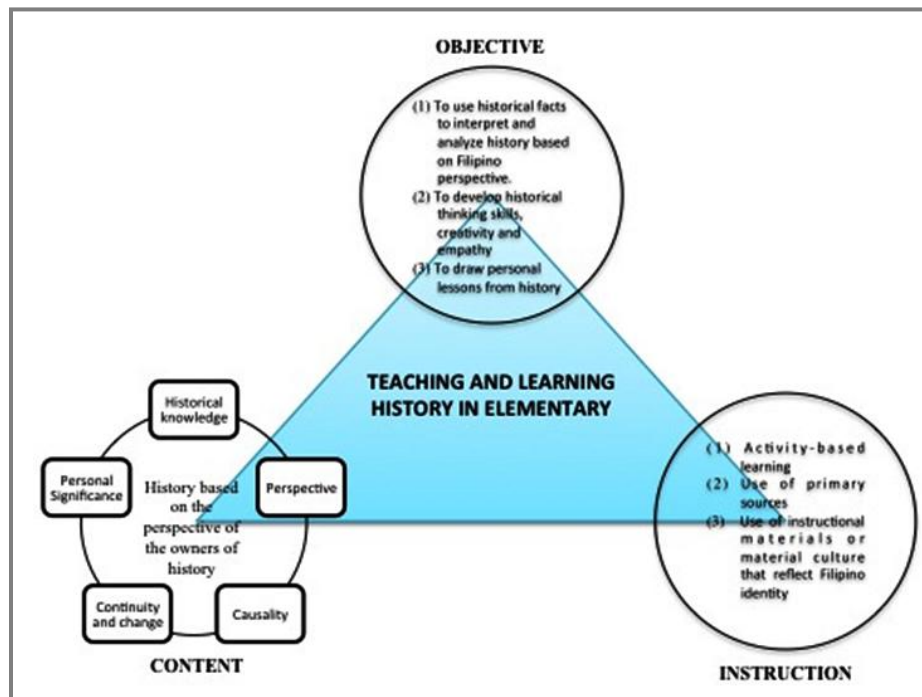 OBJECTIVE
(1) To use historical facts
to interpret and
analyze history based
on Filipino
perspective.
(2) To develop historical
thinking skills,
creativity and
empathy
(3) To draw personal
lessons from history
TEACHING AND LEARNING
HISTORY IN ELEMENTARY
Historical
knowledge
Personal
Significance
Perspective
History based
on the
perspective of
the owners of
history
Continuity
and change
Causality
CONTENT
(1) Activity-based
learning
(2) Use of primary
sources
(3) Use of instructional
materials or
material culture
that reflect Filipino
identity
INSTRUCTION